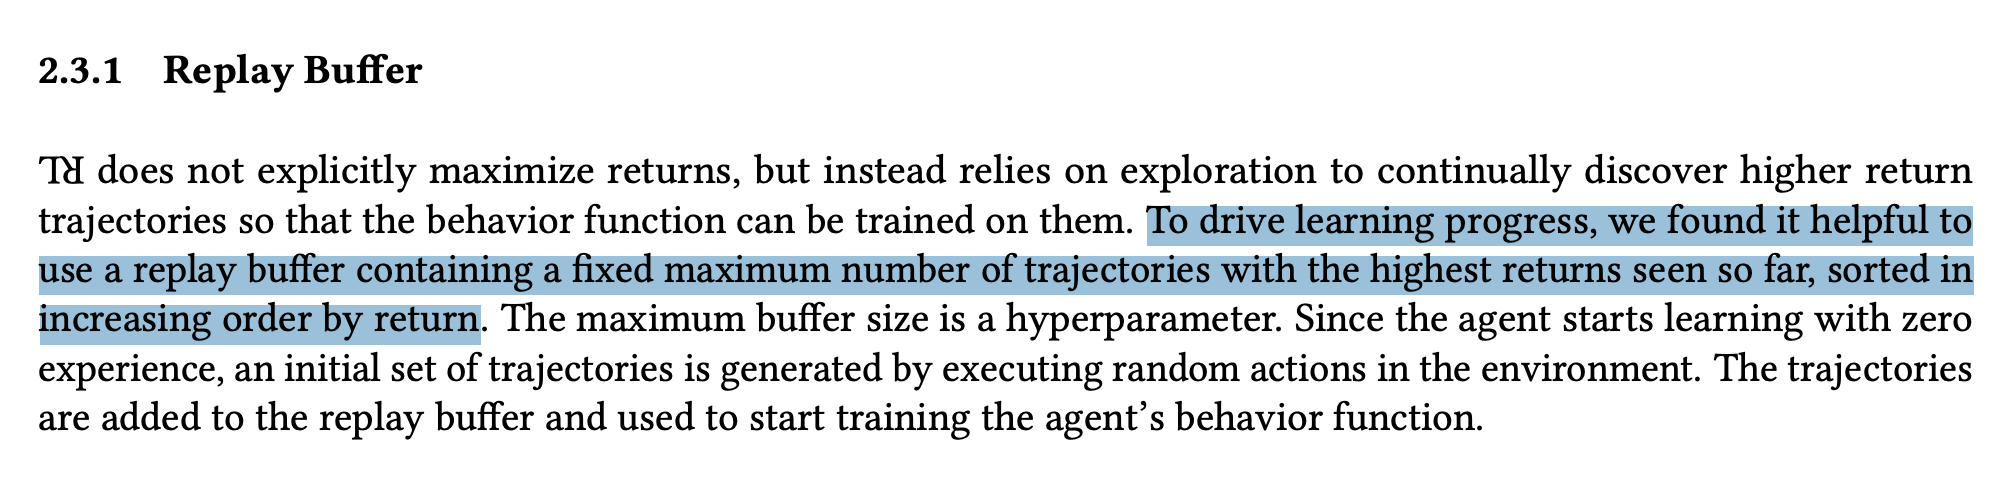 2.3.1 Replay Buffer
does not explicitly maximize returns, but instead relies on exploration to continually discover higher return
trajectories so that the behavior function can be trained on them. To drive learning progress, we found it helpful to
use a replay buffer containing a fixed maximum number of trajectories with the highest returns seen so far, sorted in
increasing order by return. The maximum buffer size is a hyperparameter. Since the agent starts learning with zero
experience, an initial set of trajectories is generated by executing random actions in the environment. The trajectories
are added to the replay buffer and used to start training the agent’s behavior function.